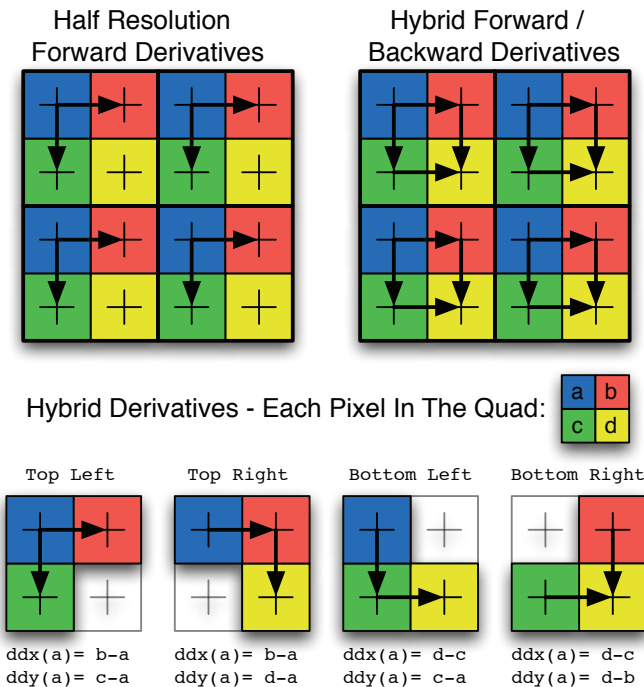 Half Resolution
Forward Derivatives
Hybrid Forward /
Backward Derivatives
Hybrid Derivatives - Each Pixel In The Quad:
a b
c d
Top Left
Top Right
Bottom Left
Bottom Right
ddx(a)= b-a
ddy(a)= c-a
ddx(a)= b-a
ddy(a)= d-a
ddx(a)= d-c
ddy(a)= c-a
ddx(a)= d-c
ddy(a)= d-b